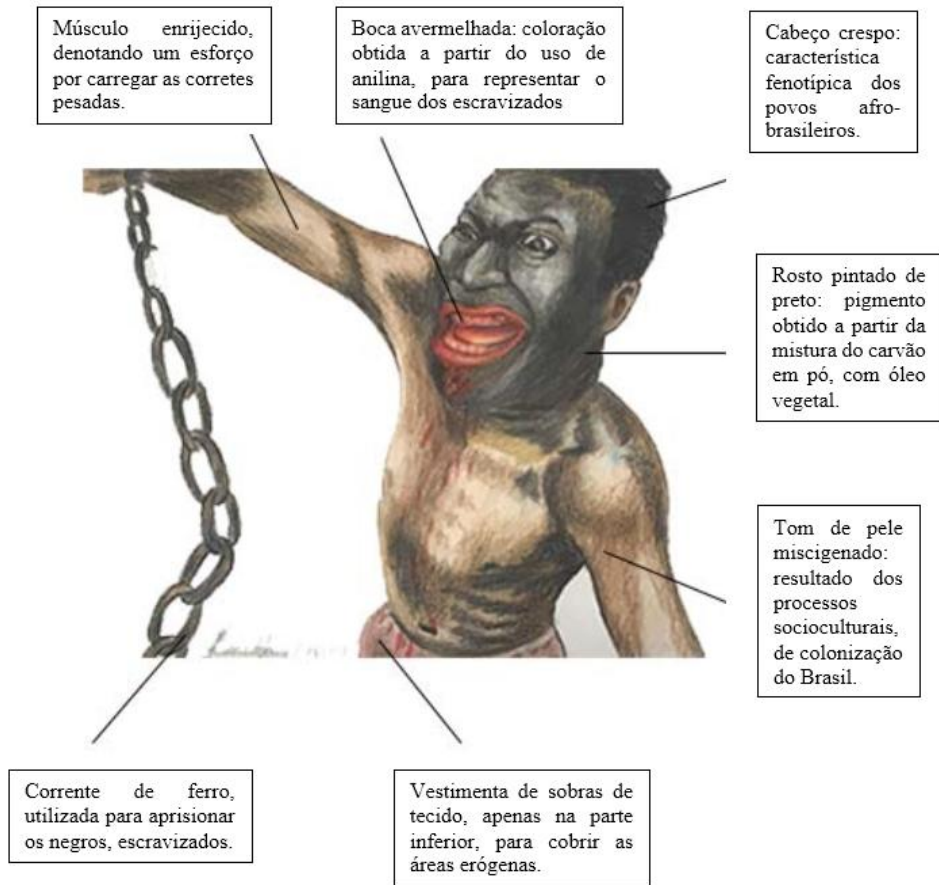 Músculo enrijecido,
denotando um esforço
por carregar as corretes
pesadas.
Boca avermelhada: coloração
obtida a partir do uso de
anilina, para representar o
sangue dos escravizados
Cabeço crespo:
característica
fenotípica dos
povos afro-
brasileiros.
Rosto pintado de
preto: pigmento
obtido a partir da
mistura do carvão
em pó, com óleo
vegetal.
Tom de pele
miscigenado:
resultado dos
processos
socioculturais,
de colonização
do Brasil.
Corrente de ferro,
utilizada para aprisionar
os negros, escravizados.
Vestimenta de sobras de
tecido, apenas na parte
inferior, para cobrir as
áreas erógenas.